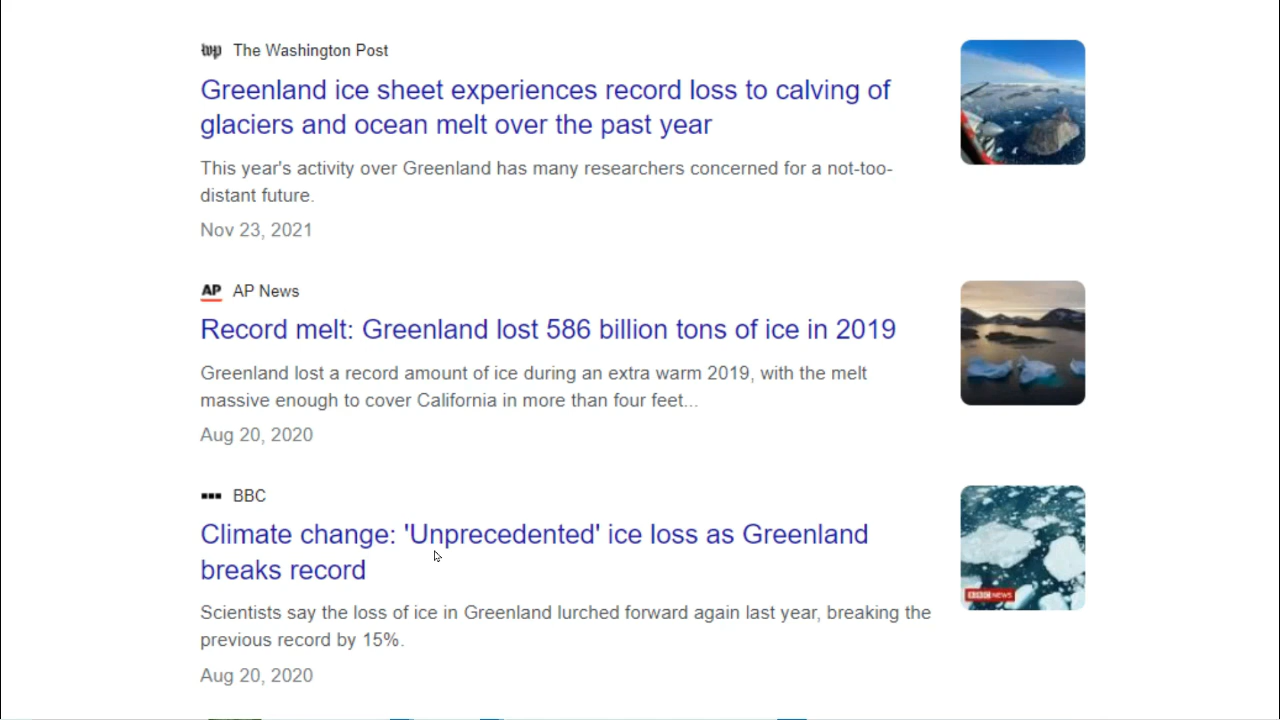 The Washington Post
Greenland ice sheet experiences record loss to calving of
glaciers and ocean melt over the past year
This year's activity over Greenland has many researchers concerned for a not-too-
distant future.
Nov 23, 2021
AP AP News
Record melt: Greenland lost 586 billion tons of ice in 2019
Greenland lost a record amount of ice during an extra warm 2019, with the melt
massive enough to cover California in more than four feet...
Aug 20, 2020
BBC
Climate change: 'Unprecedented' ice loss as Greenland
breaks record
BBC NEWS
Scientists say the loss of ice in Greenland lurched forward again last year, breaking the
previous record by 15%.
Aug 20, 2020